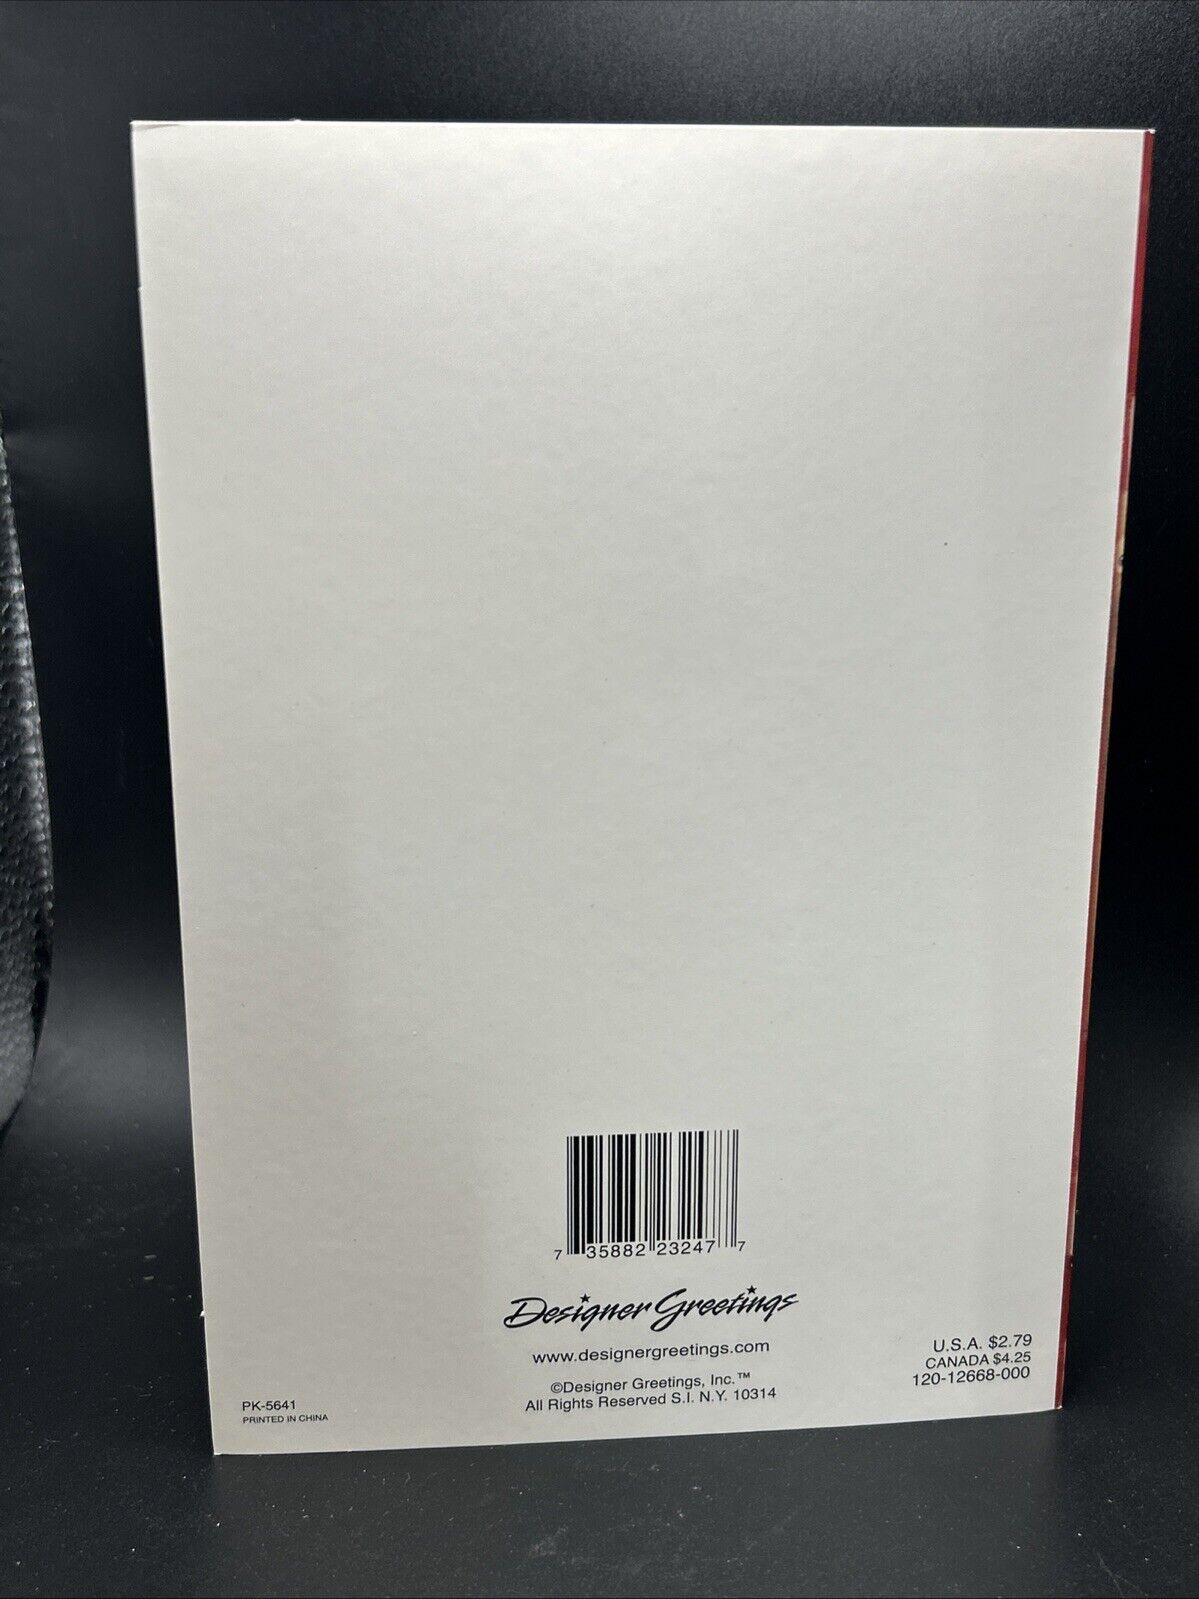 7 35882 23247 7
Designer Greetings
www.designergreetings.com
©Designer Greetings, Inc.™
All Rights Reserved S.I. N.Y. 10314
U.S.A. $2.79
CANADA $4.25
120-12668-000
PK-5641
PRINTED IN CHINA